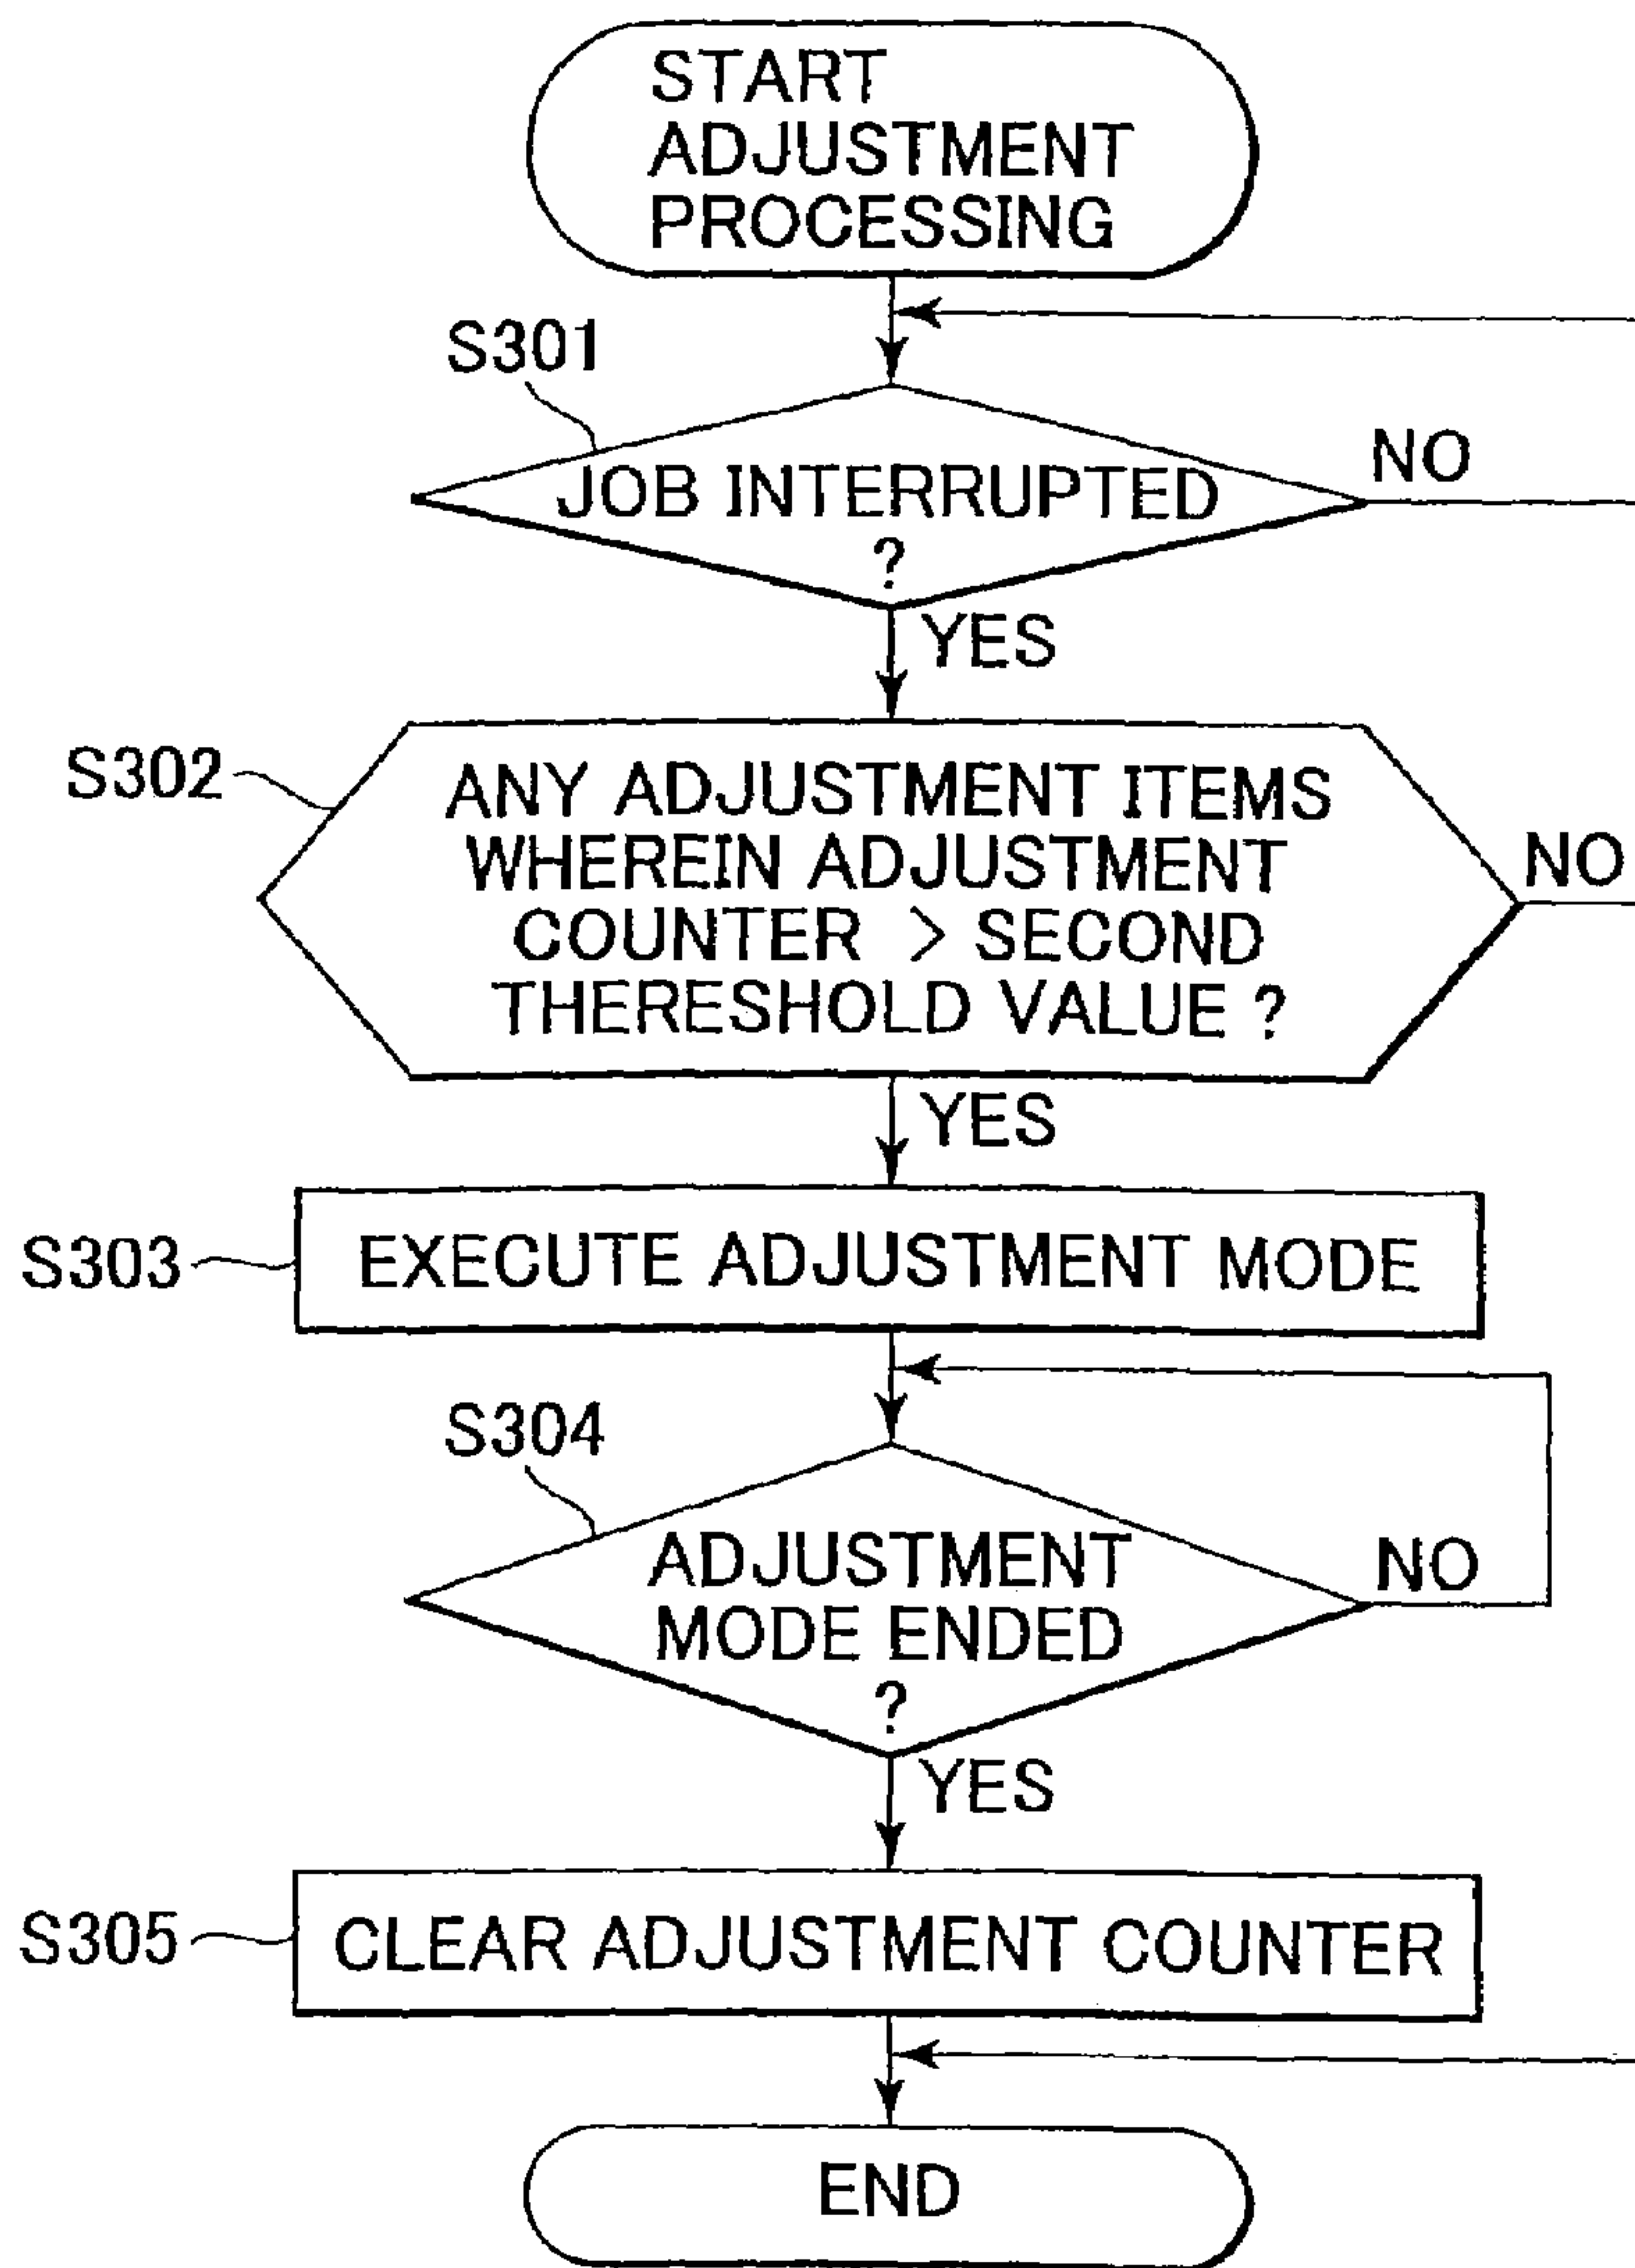 START
ADJUSTMENT
PROCESSING
S301
JOB INTERRUPTED
?
NO
YES
S302
ANY ADJUSTMENT ITEMS
WHEREIN ADJUSTMENT
COUNTER > SECOND
THERESHOLD VALUE ?
NO
YES
S303
EXECUTE ADJUSTMENT MODE
S304
ADJUSTMENT
MODE ENDED
?
NO
YES
S305
CLEAR ADJUSTMENT COUNTER
END